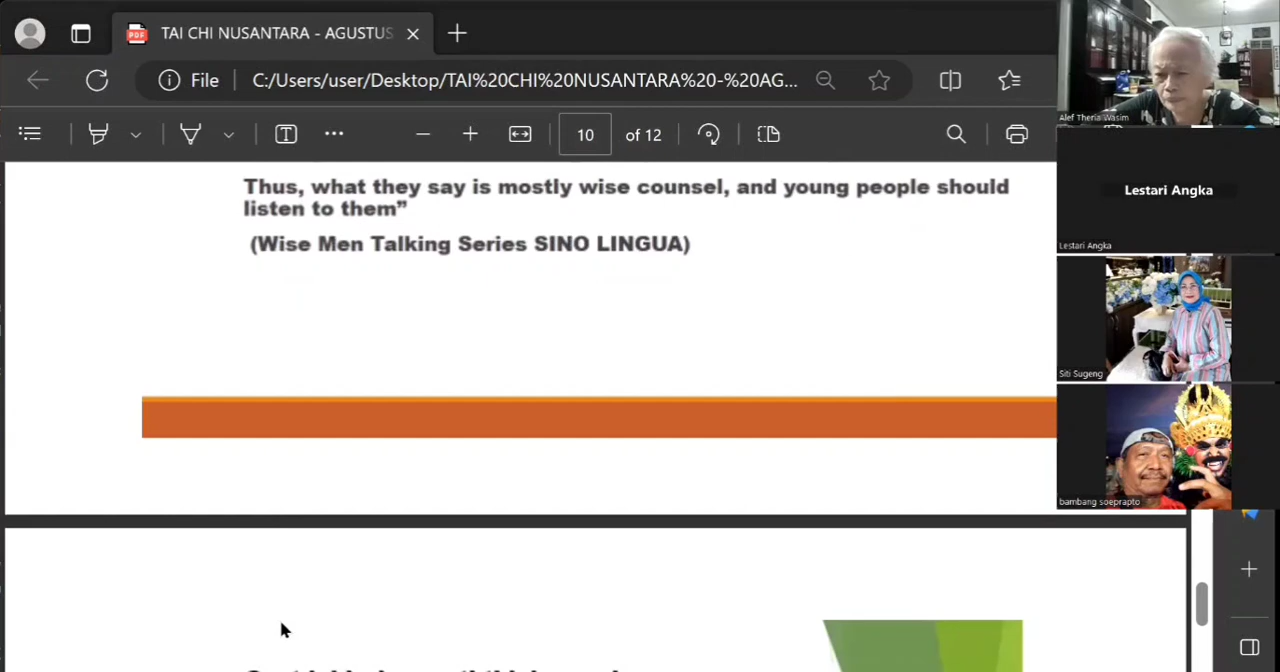 TAI CHI NUSANTARA - AGUSTUS
File
C:/Users/user/Desktop/TAI%20CHI%20NUSANTARA%20-%20AG...
10 of 12
Thus, what they say is mostly wise counsel, and young people should
listen to them”
(Wise Men Talking Series SINO LINGUA)
Alef Theria Wasim
Lestari Angka
Lestari Angka
Siti Sugeng
bambang soeprapto